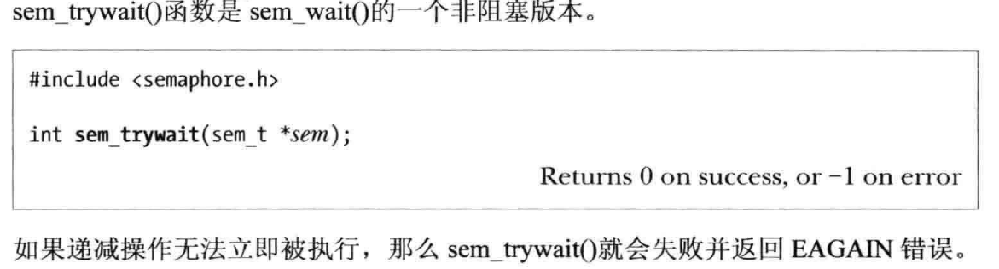 sem_trywait()函数是 sem_wait()的一个非阻塞版本。
#include <semaphore.h>
int sem_trywait(sem_t *sem);
Returns 0 on success, or −1 on error
如果递减操作无法立即被执行，那么 sem_trywait()就会失败并返回 EAGAIN 错误。